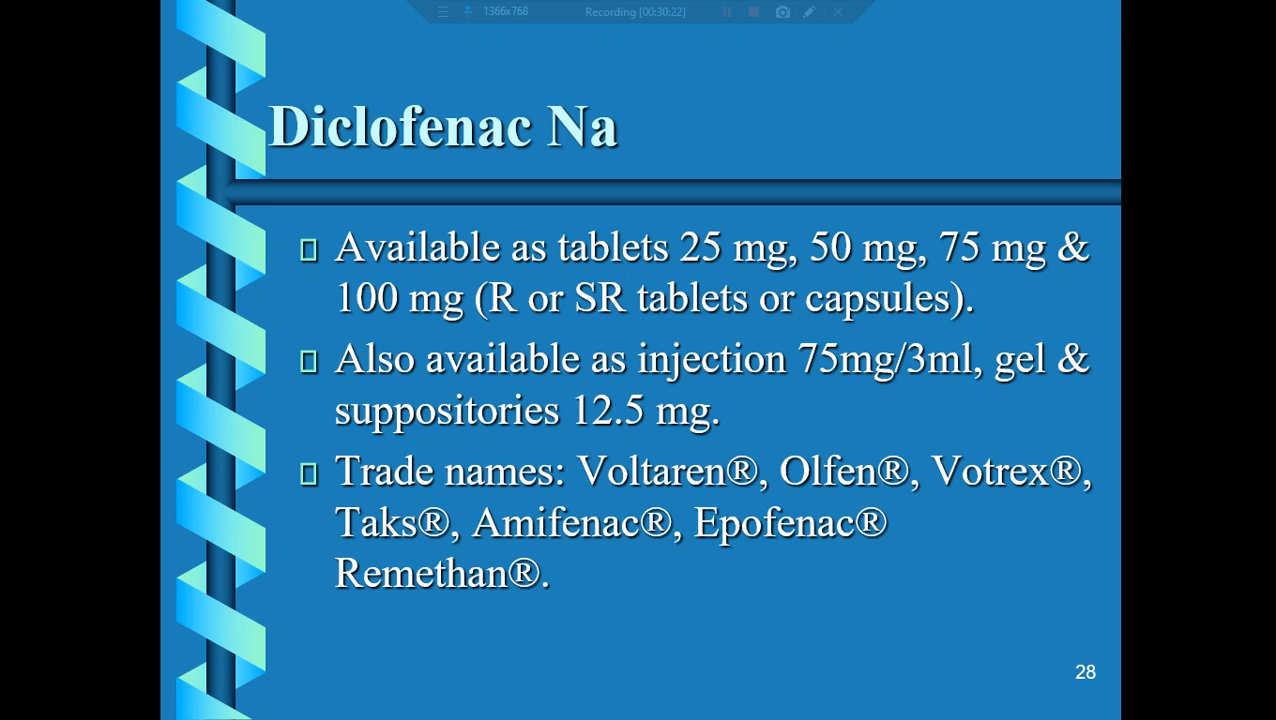 1366x768 Recording [00:30:22]
Diclofenac Na
Available as tablets 25 mg, 50 mg, 75 mg &
100 mg (R or SR tablets or capsules).
Also available as injection 75mg/3ml, gel &
suppositories 12.5 mg.
Trade names: Voltaren®, Olfen®, Votrex®,
Taks®, Amifenac®, Epofenac®
Remethan®.
28